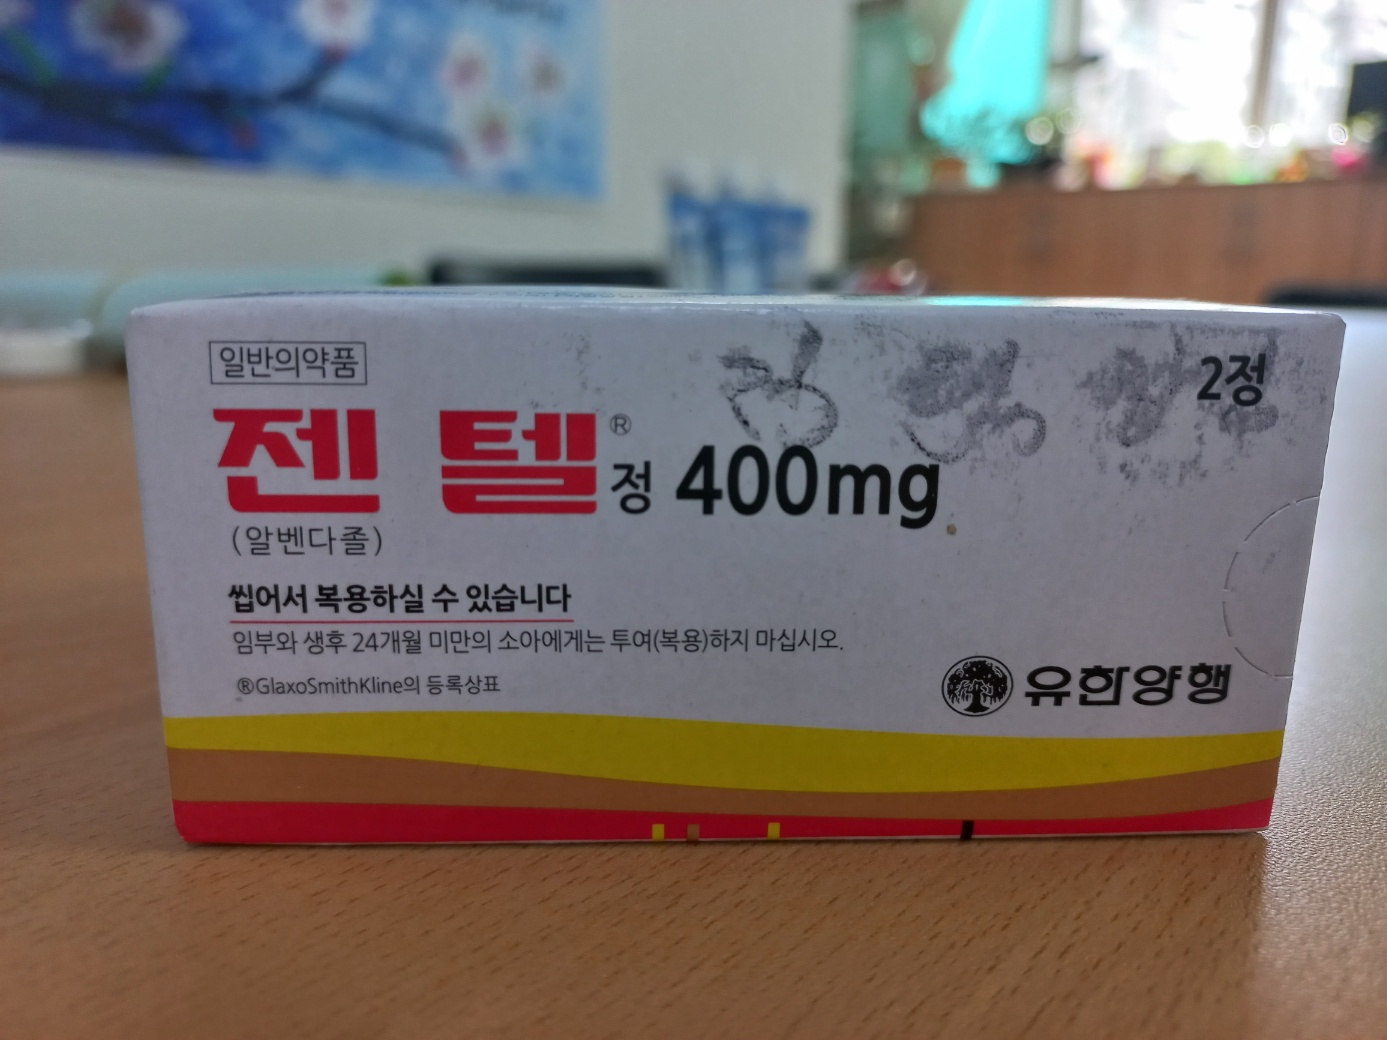 일반의약품
2정
젠텔® 정 400mg
(알벤다졸)
씹어서 복용하실 수 있습니다
임부와 생후 24개월 미만의 소아에게는 투여(복용)하지 마십시오.
®GlaxoSmithKline의 등록상표
유한양행